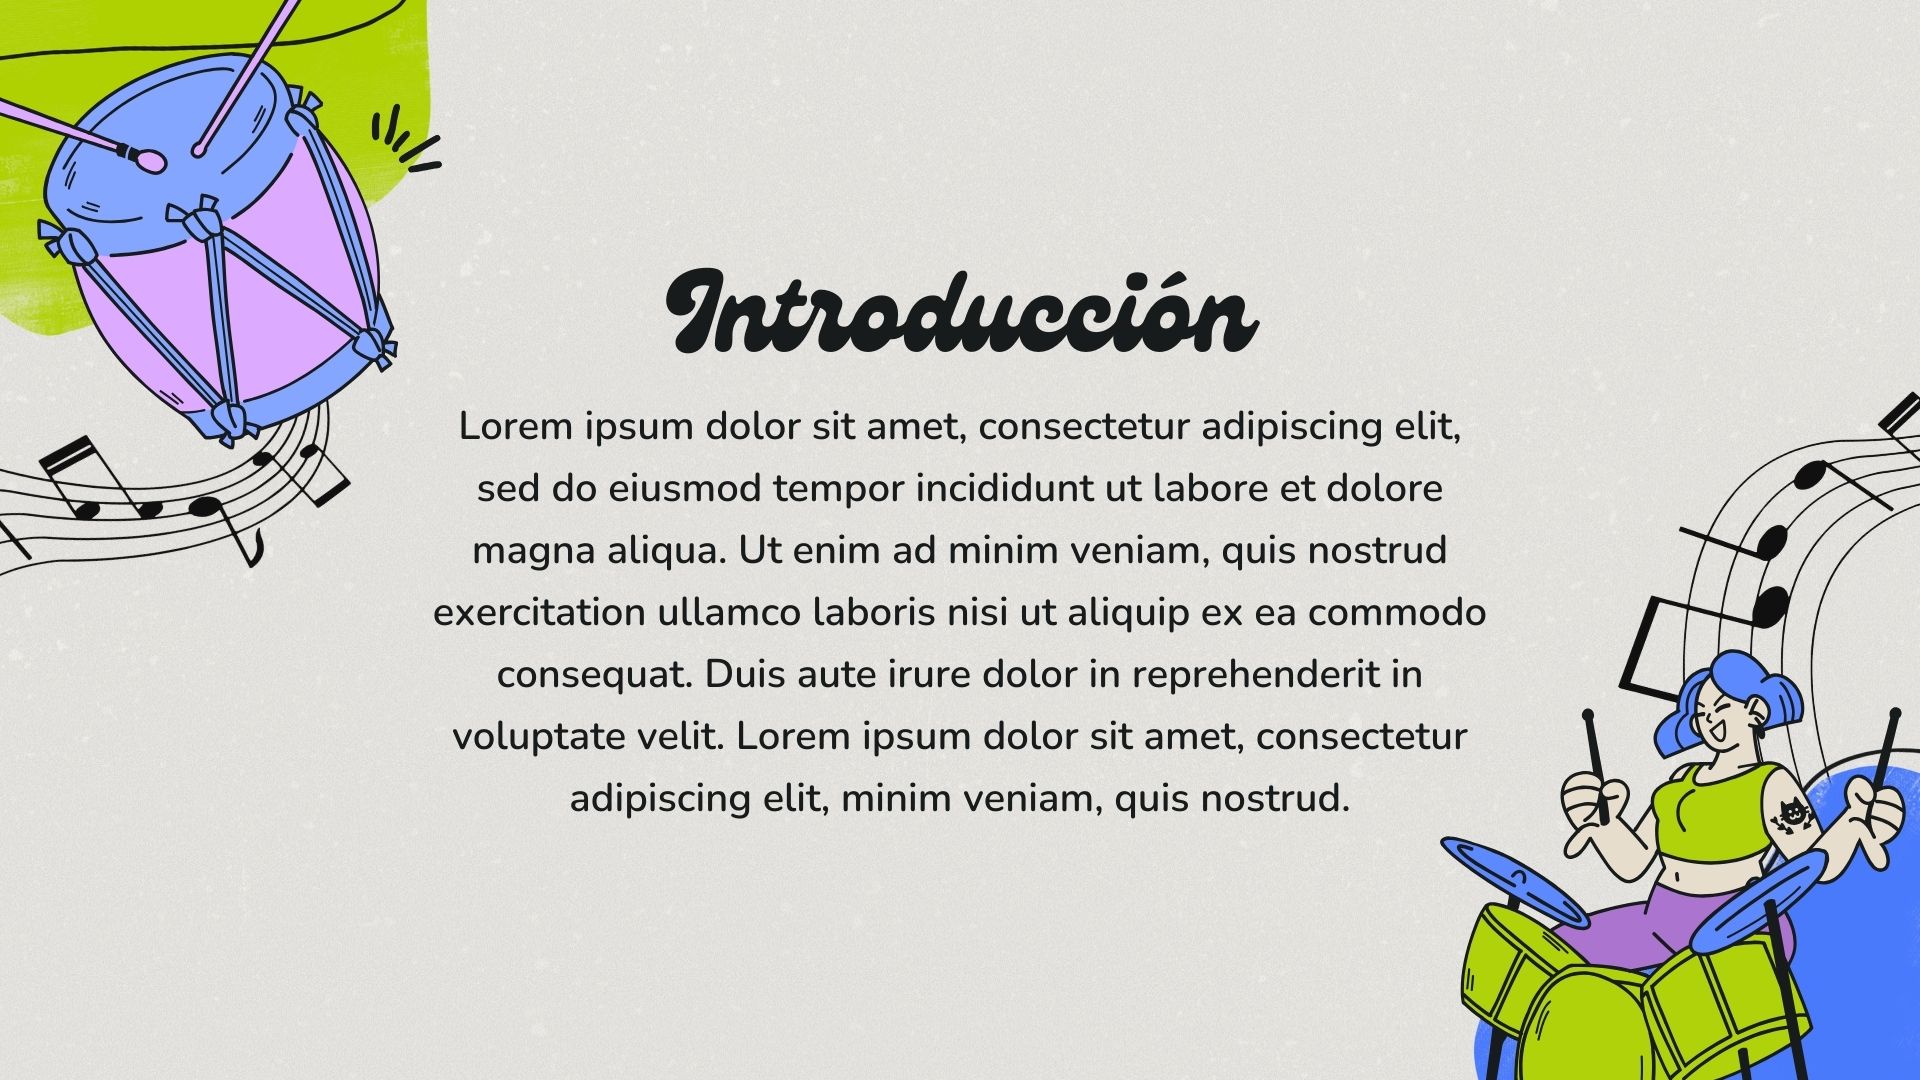 Introducción
Lorem ipsum dolor sit amet, consectetur adipiscing elit,
sed do eiusmod tempor incididunt ut labore et dolore
magna aliqua. Ut enim ad minim veniam, quis nostrud
exercitation ullamco laboris nisi ut aliquip ex ea commodo
consequat. Duis aute irure dolor in reprehenderit in
voluptate velit. Lorem ipsum dolor sit amet, consectetur
adipiscing elit, minim veniam, quis nostrud.